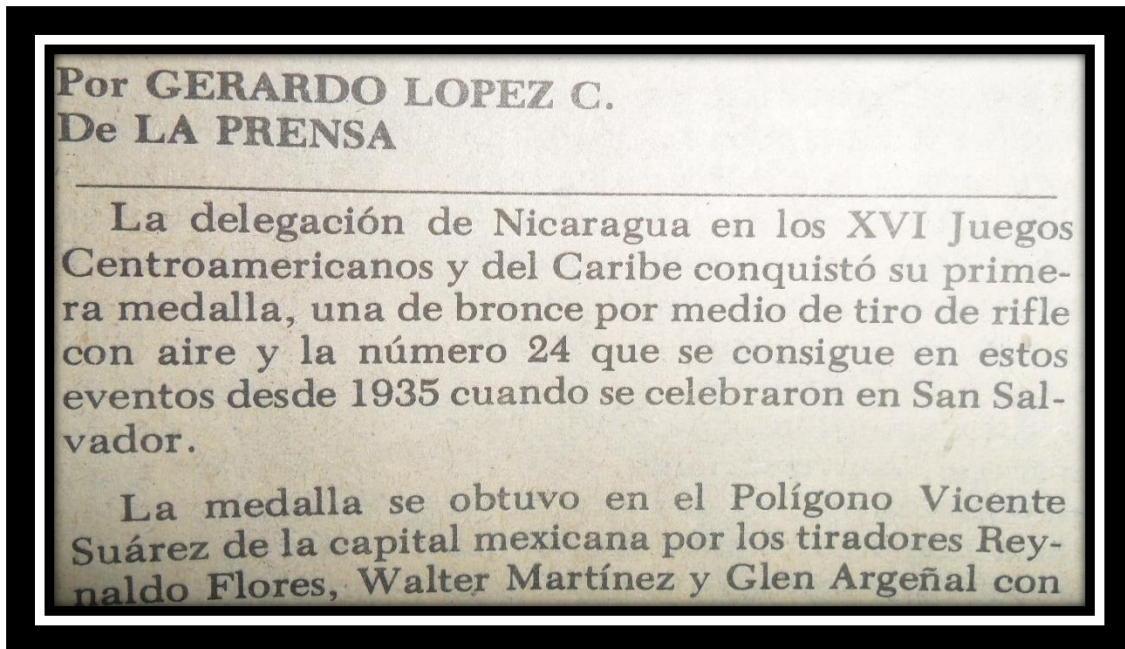 Por GERARDO LOPEZ C.
De LA PRENSA
La delegación de Nicaragua en los XVI Juegos
Centroamericanos y del Caribe conquistó su prime-
ra medalla, una de bronce por medio de tiro de rifle
con aire y la número 24 que se consigue en estos
eventos desde 1935 cuando se celebraron en San Sal-
vador.
La medalla se obtuvo en el Polígono Vicente
Suárez de la capital mexicana por los tiradores Rey-
naldo Flores, Walter Martínez y Glen Argeñal con